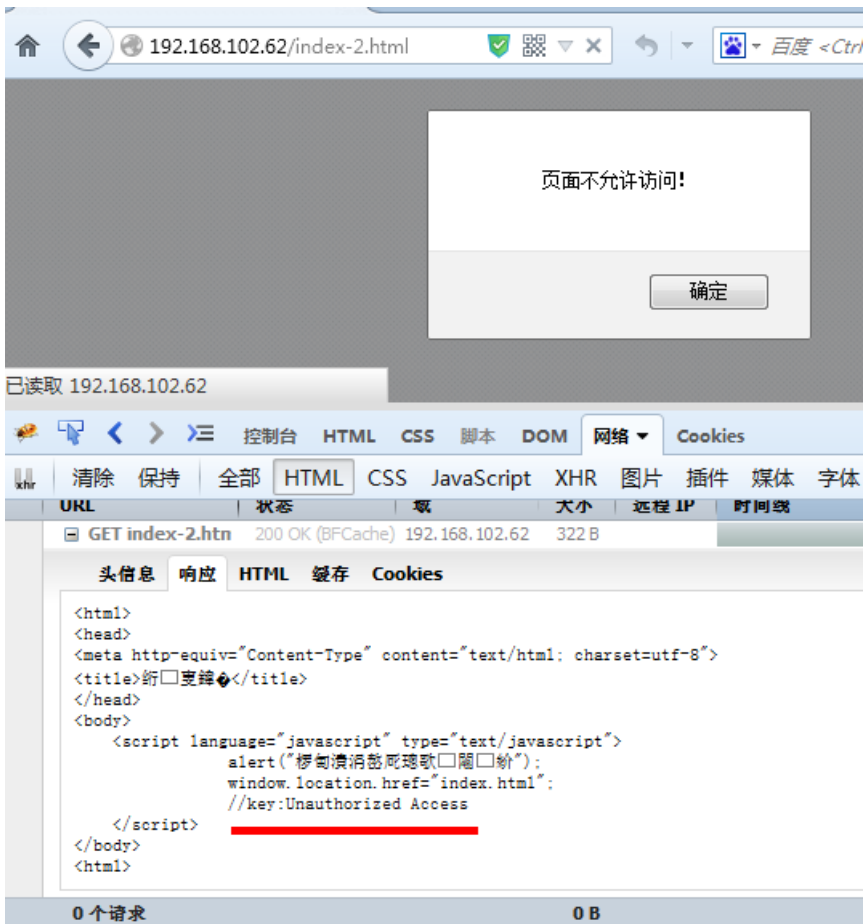 192.168.102.62/index-2.html
百度 <Ctrl
页面不允许访问!
确定
已读取 192.168.102.62
控制台 HTML CSS 脚本 DOM 网络 Cookies
xhr 清除 保持 全部 HTML CSS JavaScript XHR 图片 插件 媒体 字体
URL 状态 域 大小 远程 IP 时间线
GET index-2.htn 200 OK (BFCache) 192.168.102.62 322 B
头信息 响应 HTML 缓存 Cookies
<html>
<head>
<meta http-equiv="Content-Type" content="text/html; charset=utf-8">
<title></title>
</head>
<body>
<script language="javascript" type="text/javascript">
alert("");
window.location.href="index.html";
//key:Unauthorized Access
</script>
</body>
<html>
0 个请求 0 B